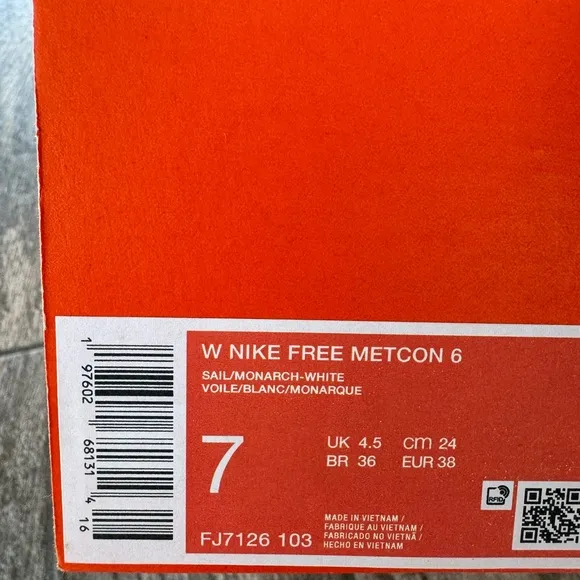 W NIKE FREE METCON 6
SAIL/MONARCH-WHITE
VOILE/BLANC/MONARQUE
7
UK 4.5 cm 24
BR 36 EUR 38
FJ7126 103
MADE IN VIETNAM /
FABRIQUE AU VIETNAM /
FABRICADO NO VIETNÃ /
HECHO EN VIETNAM
RFID
1 97602 68131 4 16